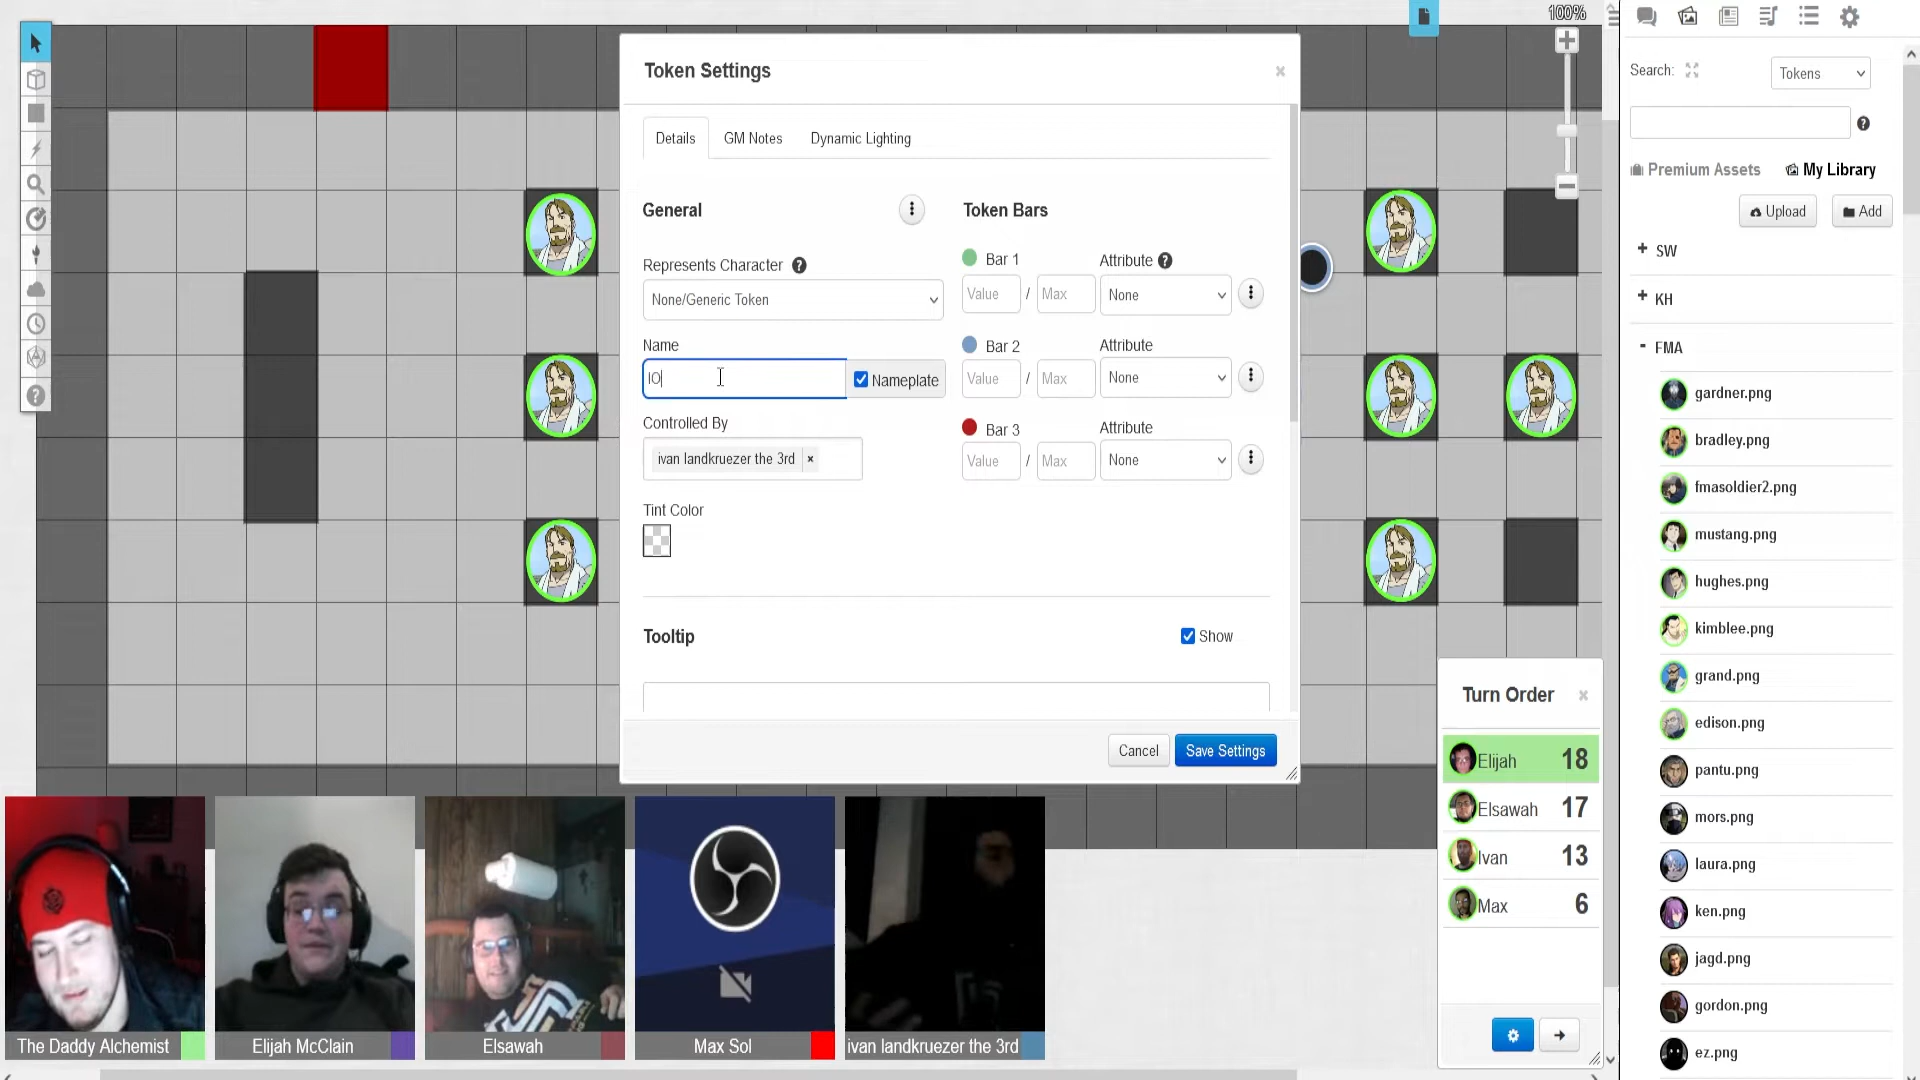 100%
Token Settings
×
Details
GM Notes
Dynamic Lighting
General
Represents Character ?
None/Generic Token
Name
IO
Nameplate
Controlled By
ivan landkruezer the 3rd ×
Tint Color
Token Bars
Bar 1
Attribute ?
Value / Max
None
Bar 2
Attribute
Value / Max
None
Bar 3
Attribute
Value / Max
None
Tooltip
Show
Cancel
Save Settings
Search:
Tokens
?
Premium Assets
My Library
Upload
Add
+ SW
+ KH
- FMA
gardner.png
bradley.png
fmasoldier2.png
mustang.png
hughes.png
kimblee.png
grand.png
edison.png
pantu.png
mors.png
laura.png
ken.png
jagd.png
gordon.png
ez.png
Turn Order ×
Elijah 18
Elsawah 17
Ivan 13
Max 6
The Daddy Alchemist
Elijah McClain
Elsawah
Max Sol
ivan landkruezer the 3rd